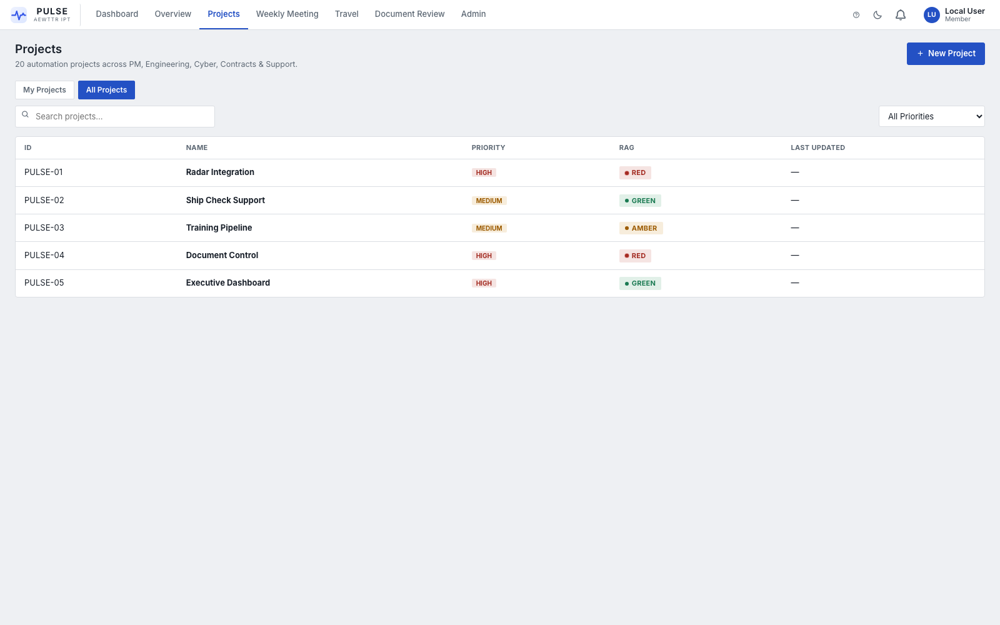 PULSE
AEWTTR IPT
Dashboard Overview Projects Weekly Meeting Travel Document Review Admin
LU
Local User
Member
Projects
20 automation projects across PM, Engineering, Cyber, Contracts & Support.
+ New Project
My Projects All Projects
Search projects...
All Priorities
ID NAME PRIORITY RAG LAST UPDATED
PULSE-01 Radar Integration HIGH RED —
PULSE-02 Ship Check Support MEDIUM GREEN —
PULSE-03 Training Pipeline MEDIUM AMBER —
PULSE-04 Document Control HIGH RED —
PULSE-05 Executive Dashboard HIGH GREEN —